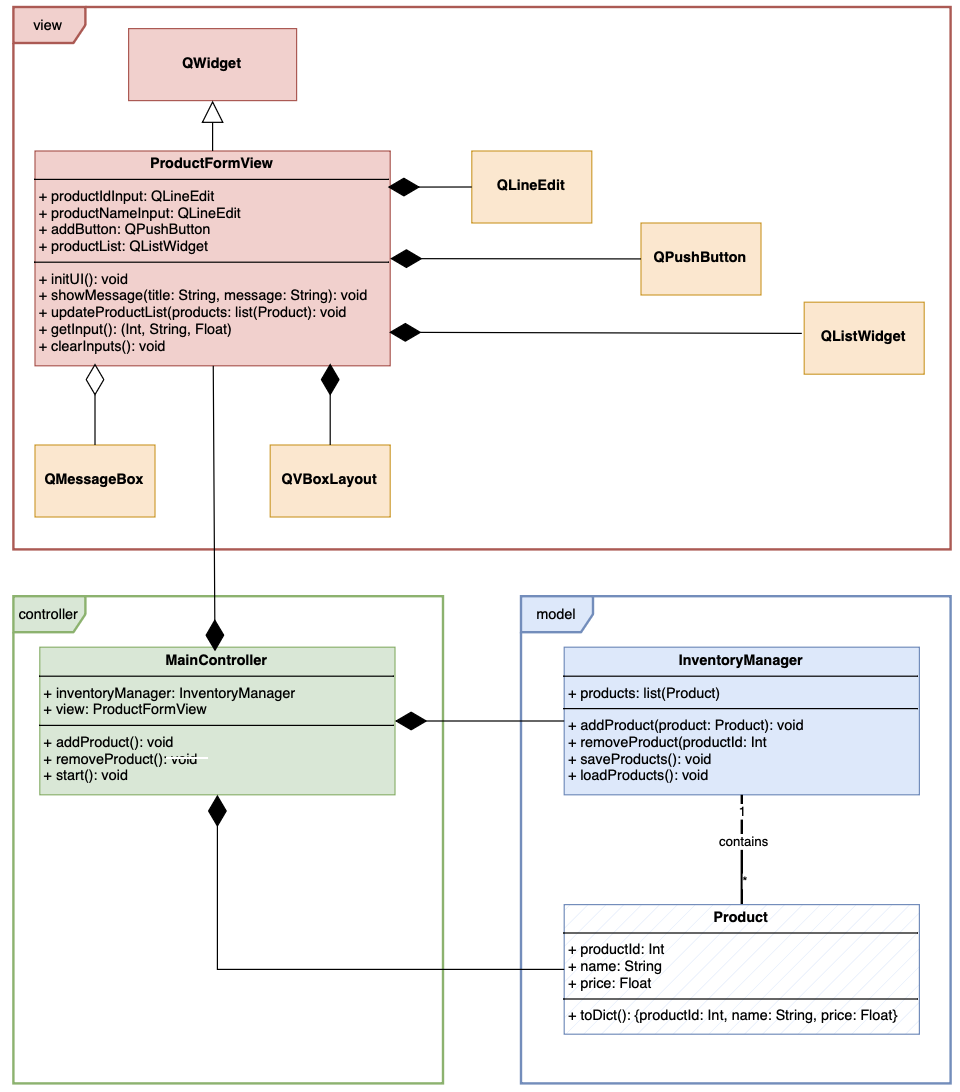 view
QWidget
ProductFormView
+ productIdInput: QLineEdit
+ productNameInput: QLineEdit
+ addButton: QPushButton
+ productList: QListWidget
+ initUI(): void
+ showMessage(title: String, message: String): void
+ updateProductList(products: list(Product): void
+ getInput(): (Int, String, Float)
+ clearInputs(): void
QLineEdit
QPushButton
QListWidget
QMessageBox
QVBoxLayout
controller
MainController
+ inventoryManager: InventoryManager
+ view: ProductFormView
+ addProduct(): void
+ removeProduct(): void
+ start(): void
model
InventoryManager
+ products: list(Product)
+ addProduct(product: Product): void
+ removeProduct(productId: Int
+ saveProducts(): void
+ loadProducts(): void
1
contains
*
Product
+ productId: Int
+ name: String
+ price: Float
+ toDict(): {productId: Int, name: String, price: Float}